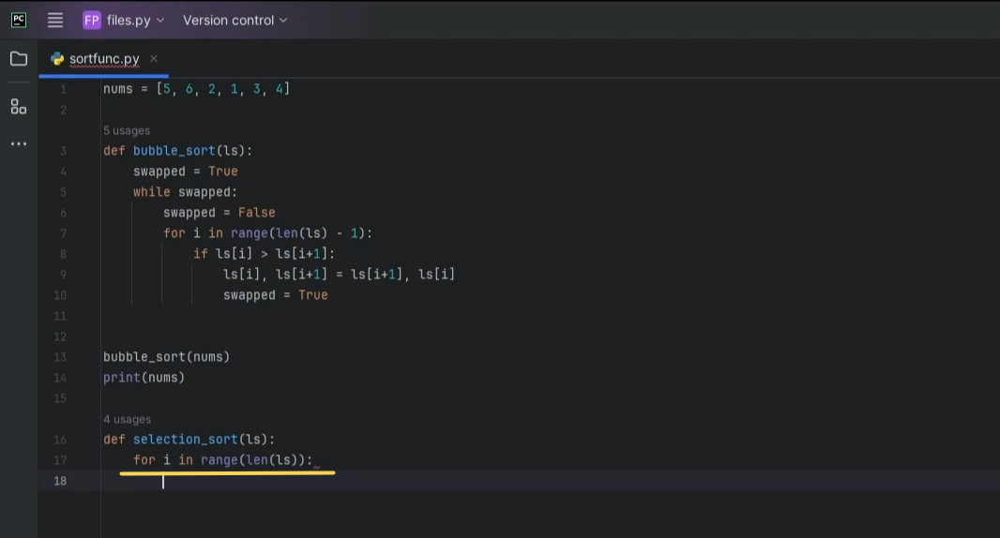 PC FP files.py Version control
sortfunc.py ×
1 nums = [5, 6, 2, 1, 3, 4]
2
5 usages
3 def bubble_sort(ls):
4     swapped = True
5     while swapped:
6         swapped = False
7         for i in range(len(ls) - 1):
8             if ls[i] > ls[i+1]:
9                 ls[i], ls[i+1] = ls[i+1], ls[i]
10                 swapped = True
11
12
13 bubble_sort(nums)
14 print(nums)
15
4 usages
16 def selection_sort(ls):
17     for i in range(len(ls)):
18